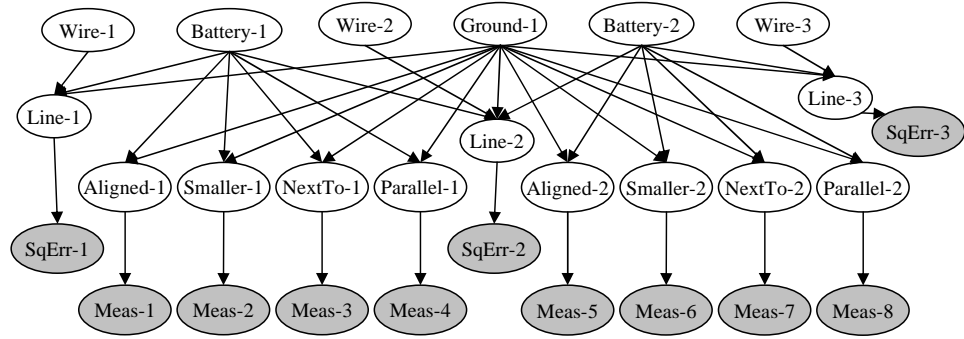 Wire-1
Battery-1
Wire-2
Ground-1
Battery-2
Wire-3
Line-1
Line-2
Line-3
SqErr-3
Aligned-1
Smaller-1
NextTo-1
Parallel-1
Aligned-2
Smaller-2
NextTo-2
Parallel-2
SqErr-1
SqErr-2
Meas-1
Meas-2
Meas-3
Meas-4
Meas-5
Meas-6
Meas-7
Meas-8